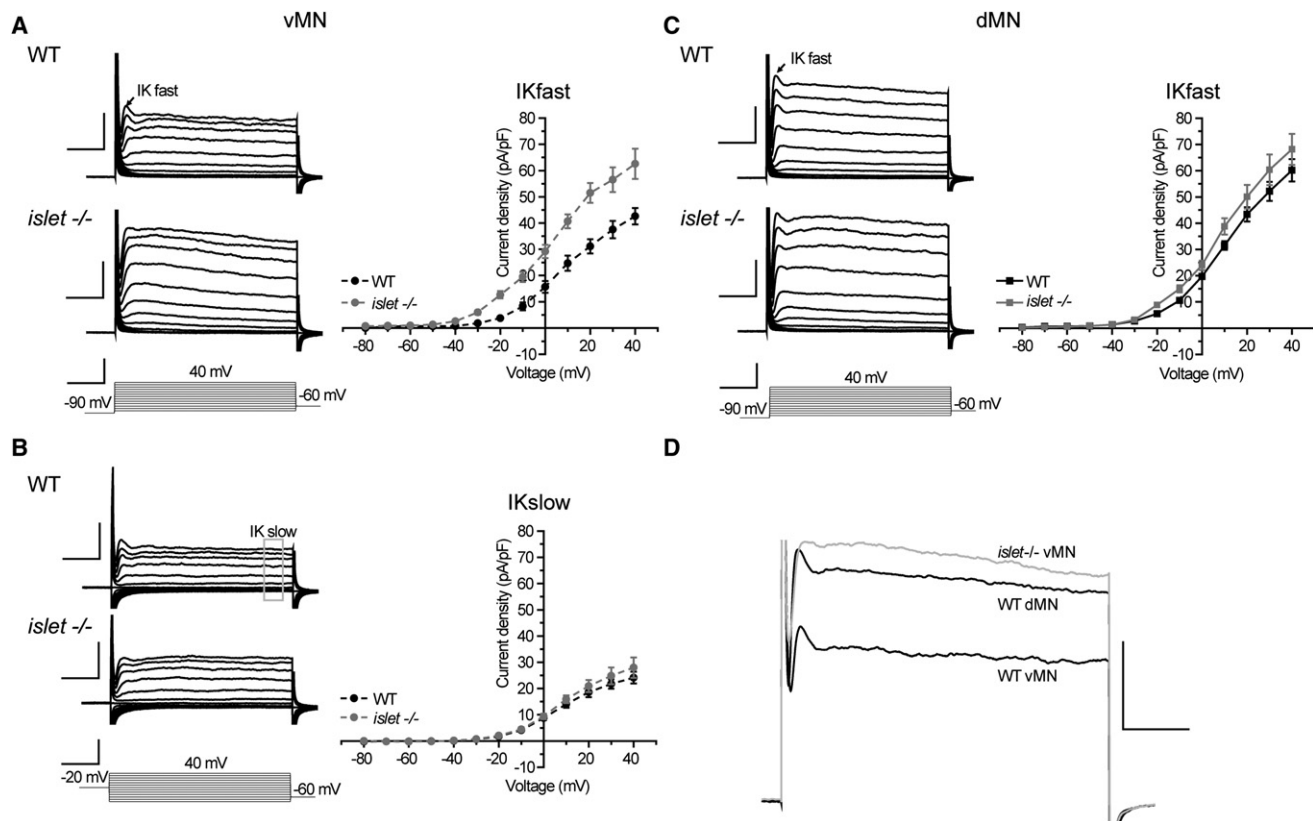 A
vMN
WT
IK fast
islet -/-
40 mV
-90 mV
-60 mV
IKfast
Current density (pA/pF)
80
70
60
50
40
30
20
10
-10
-80
-60
-40
-20
0
20
40
Voltage (mV)
WT
islet -/-
C
dMN
WT
IK fast
islet -/-
40 mV
-90 mV
-60 mV
IKfast
Current density (pA/pF)
80
70
60
50
40
30
20
10
-10
-80
-60
-40
-20
0
20
40
Voltage (mV)
WT
islet -/-
B
WT
IK slow
islet -/-
40 mV
-20 mV
-60 mV
IKslow
Current density (pA/pF)
80
70
60
50
40
30
20
10
-10
-80
-60
-40
-20
0
20
40
Voltage (mV)
WT
islet -/-
D
islet-/- vMN
WT dMN
WT vMN